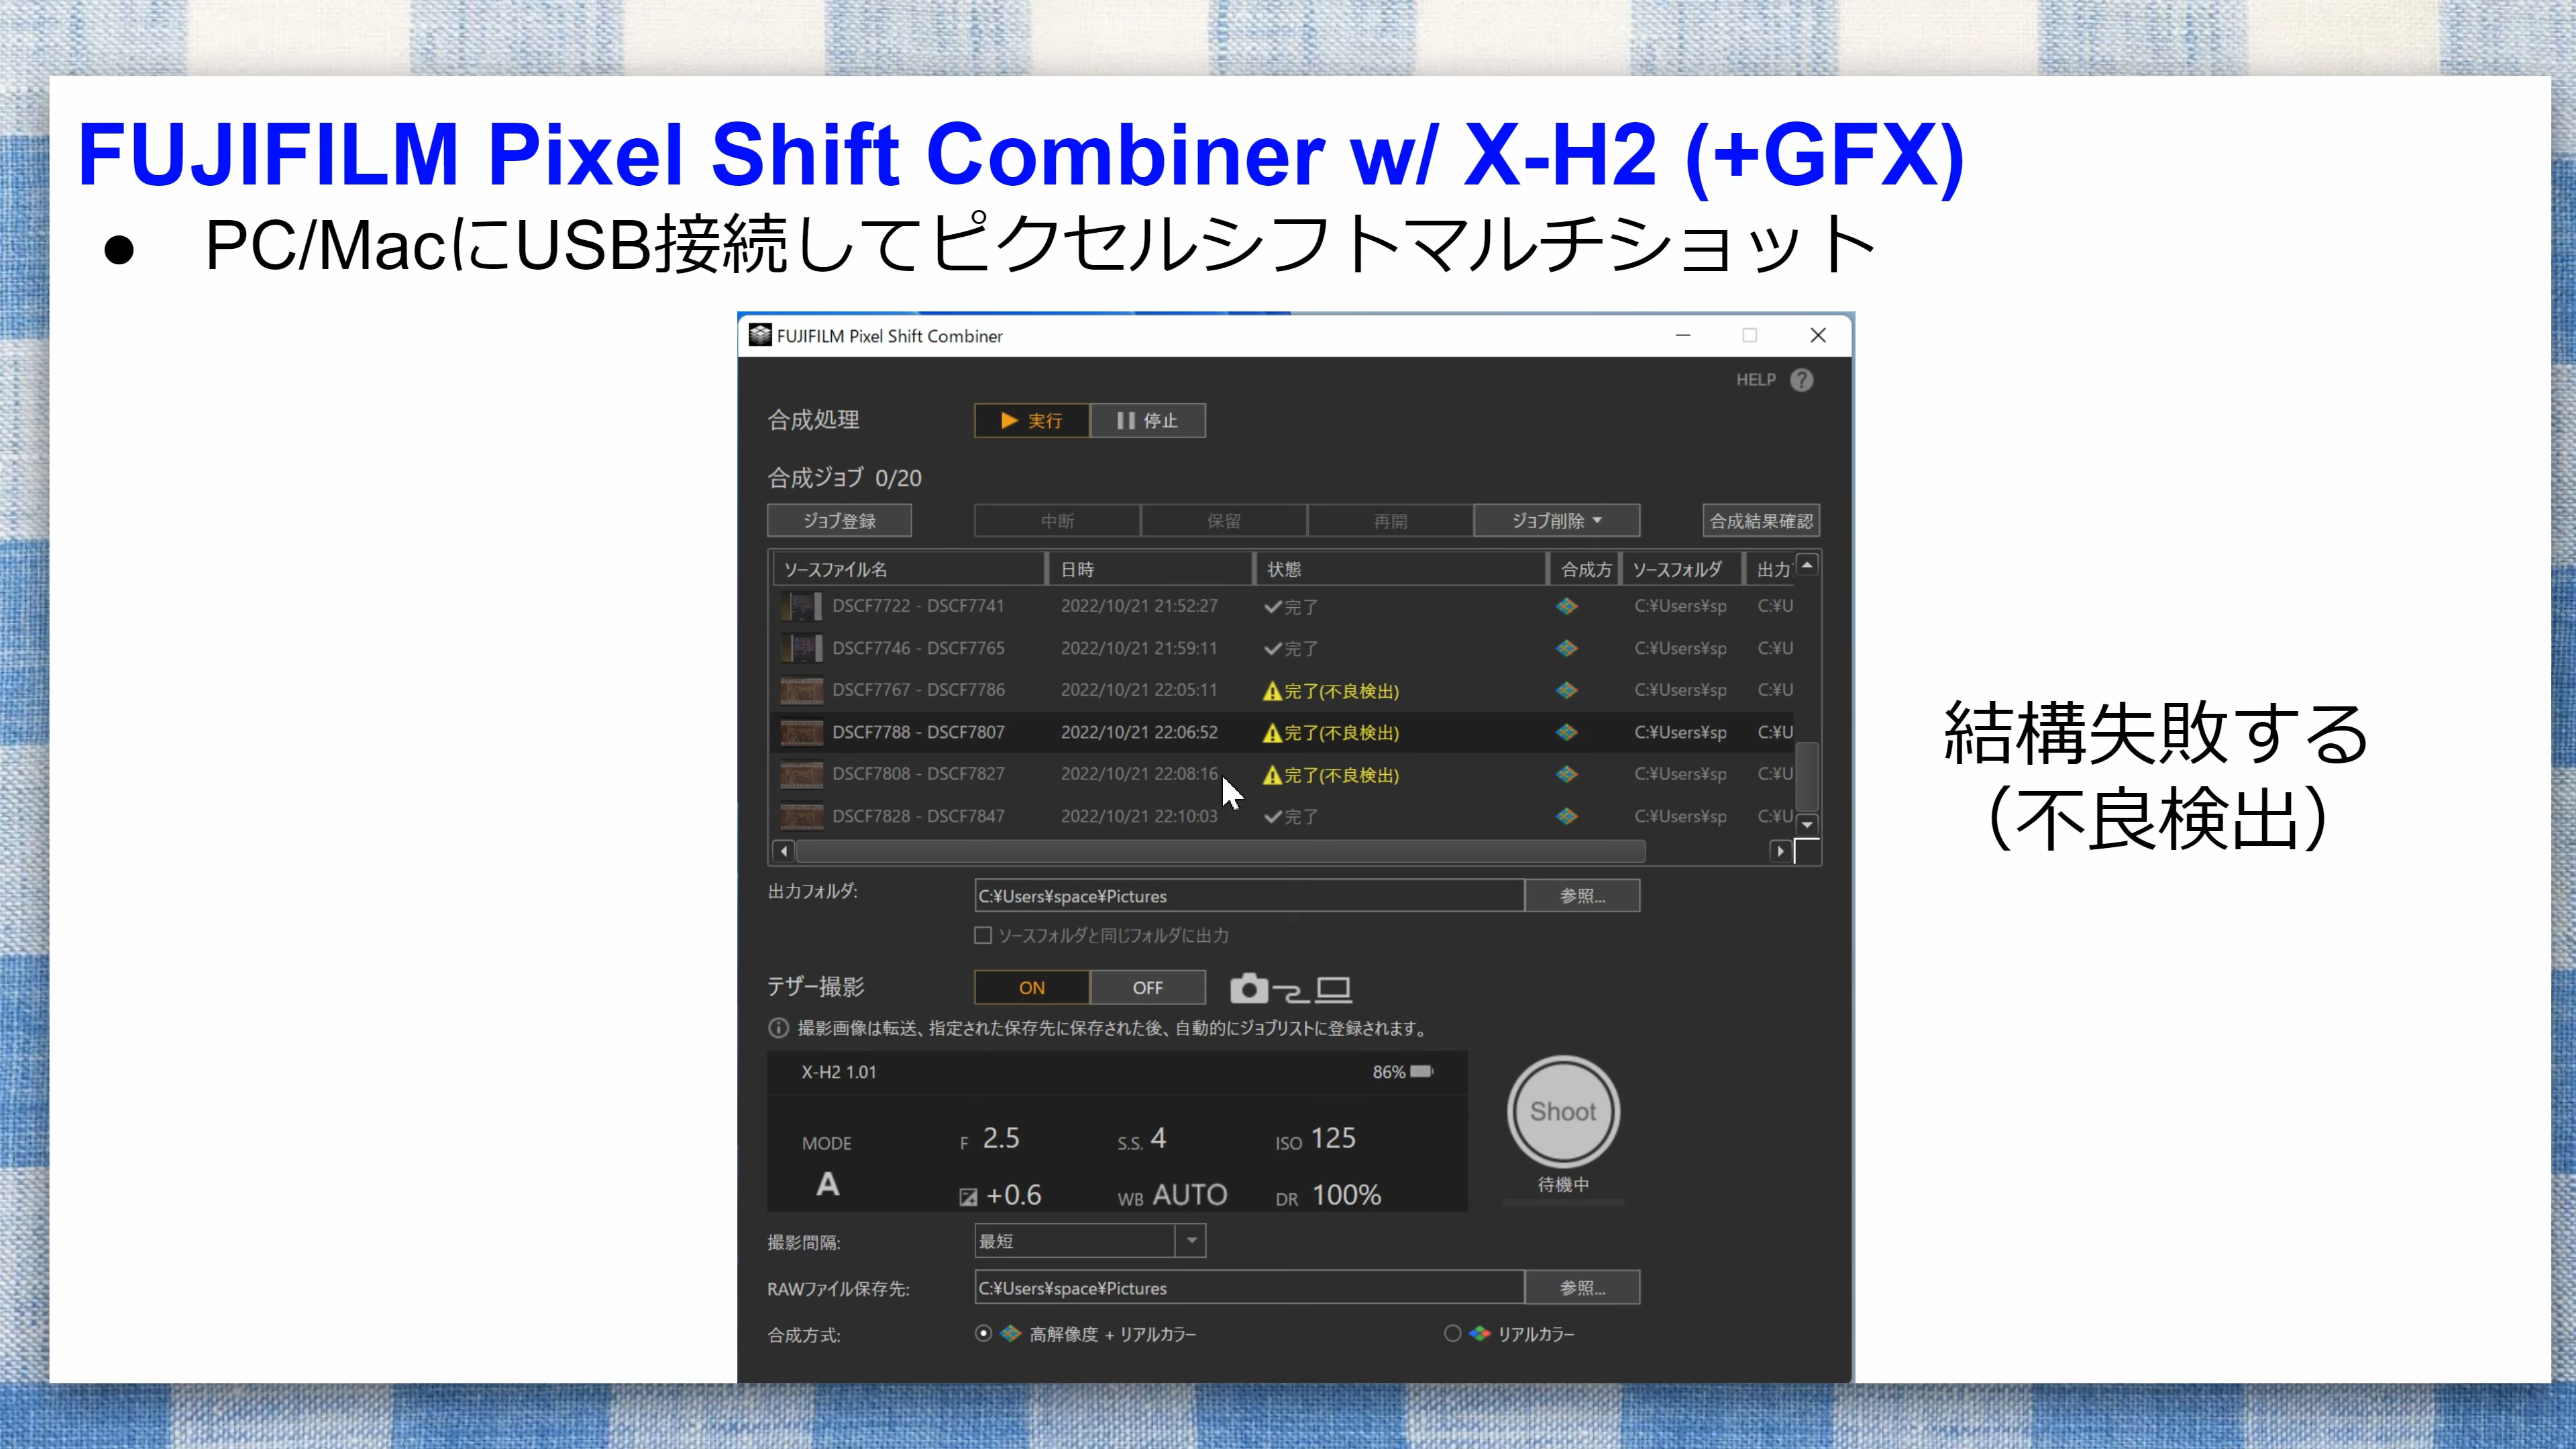 FUJIFILM Pixel Shift Combiner w/ X-H2 (+GFX)
● PC/MacにUSB接続してピクセルシフトマルチショット
FUJIFILM Pixel Shift Combiner
HELP ?
合成処理 実行 停止
合成ジョブ 0/20
ジョブ登録 中断 保留 再開 ジョブ削除 合成結果確認
ソースファイル名 日時 状態 合成方 ソースフォルダ 出力
DSCF7722 - DSCF7741 2022/10/21 21:52:27 完了 C:¥Users¥sp C:¥U
DSCF7746 - DSCF7765 2022/10/21 21:59:11 完了 C:¥Users¥sp C:¥U
DSCF7767 - DSCF7786 2022/10/21 22:05:11 完了(不良検出) C:¥Users¥sp C:¥U
DSCF7788 - DSCF7807 2022/10/21 22:06:52 完了(不良検出) C:¥Users¥sp C:¥U
DSCF7808 - DSCF7827 2022/10/21 22:08:16 完了(不良検出) C:¥Users¥sp C:¥U
DSCF7828 - DSCF7847 2022/10/21 22:10:03 完了 C:¥Users¥sp C:¥U
結構失敗する
（不良検出）
出力フォルダ: C:¥Users¥space¥Pictures 参照...
ソースフォルダと同じフォルダに出力
テザー撮影 ON OFF
撮影画像は転送、指定された保存先に保存された後、自動的にジョブリストに登録されます。
X-H2 1.01 86%
MODE F 2.5 S.S. 4 ISO 125
A +0.6 WB AUTO DR 100%
Shoot
待機中
撮影間隔: 最短
RAWファイル保存先: C:¥Users¥space¥Pictures 参照...
合成方式: 高解像度 + リアルカラー リアルカラー